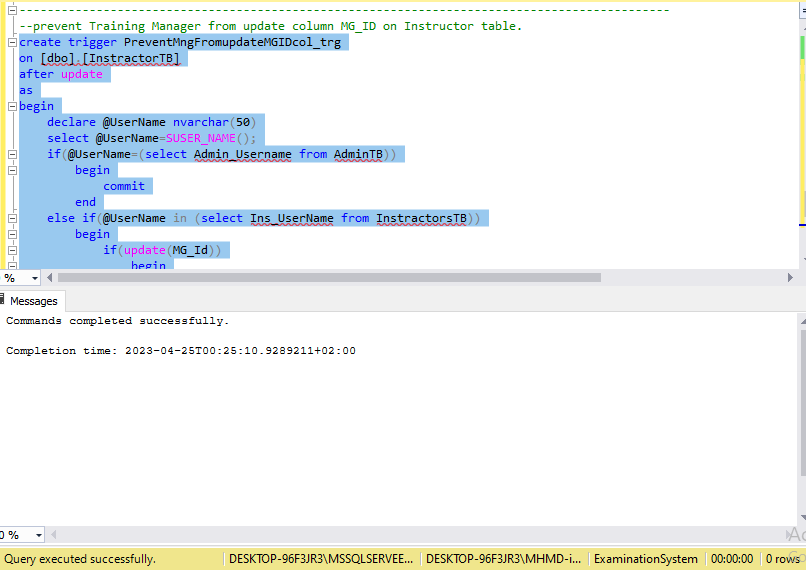 --------------------------------------------------------------------------------------------
--prevent Training Manager from update column MG_ID on Instructor table.
create trigger PreventMngFromupdateMGIDcol_trg
on [dbo].[InstractorTB]
after update
as
begin
declare @UserName nvarchar(50)
select @UserName=SUSER_NAME();
if(@UserName=(select Admin_Username from AdminTB))
begin
commit
end
else if(@UserName in (select Ins_UserName from InstractorsTB))
begin
if(update(MG_Id))
begin
%
Messages
Commands completed successfully.
Completion time: 2023-04-25T00:25:10.9289211+02:00
0 %
Query executed successfully.
DESKTOP-96F3JR3\MSSQLSERVEE...
DESKTOP-96F3JR3\MHMD-i...
ExaminationSystem
00:00:00
0 rows